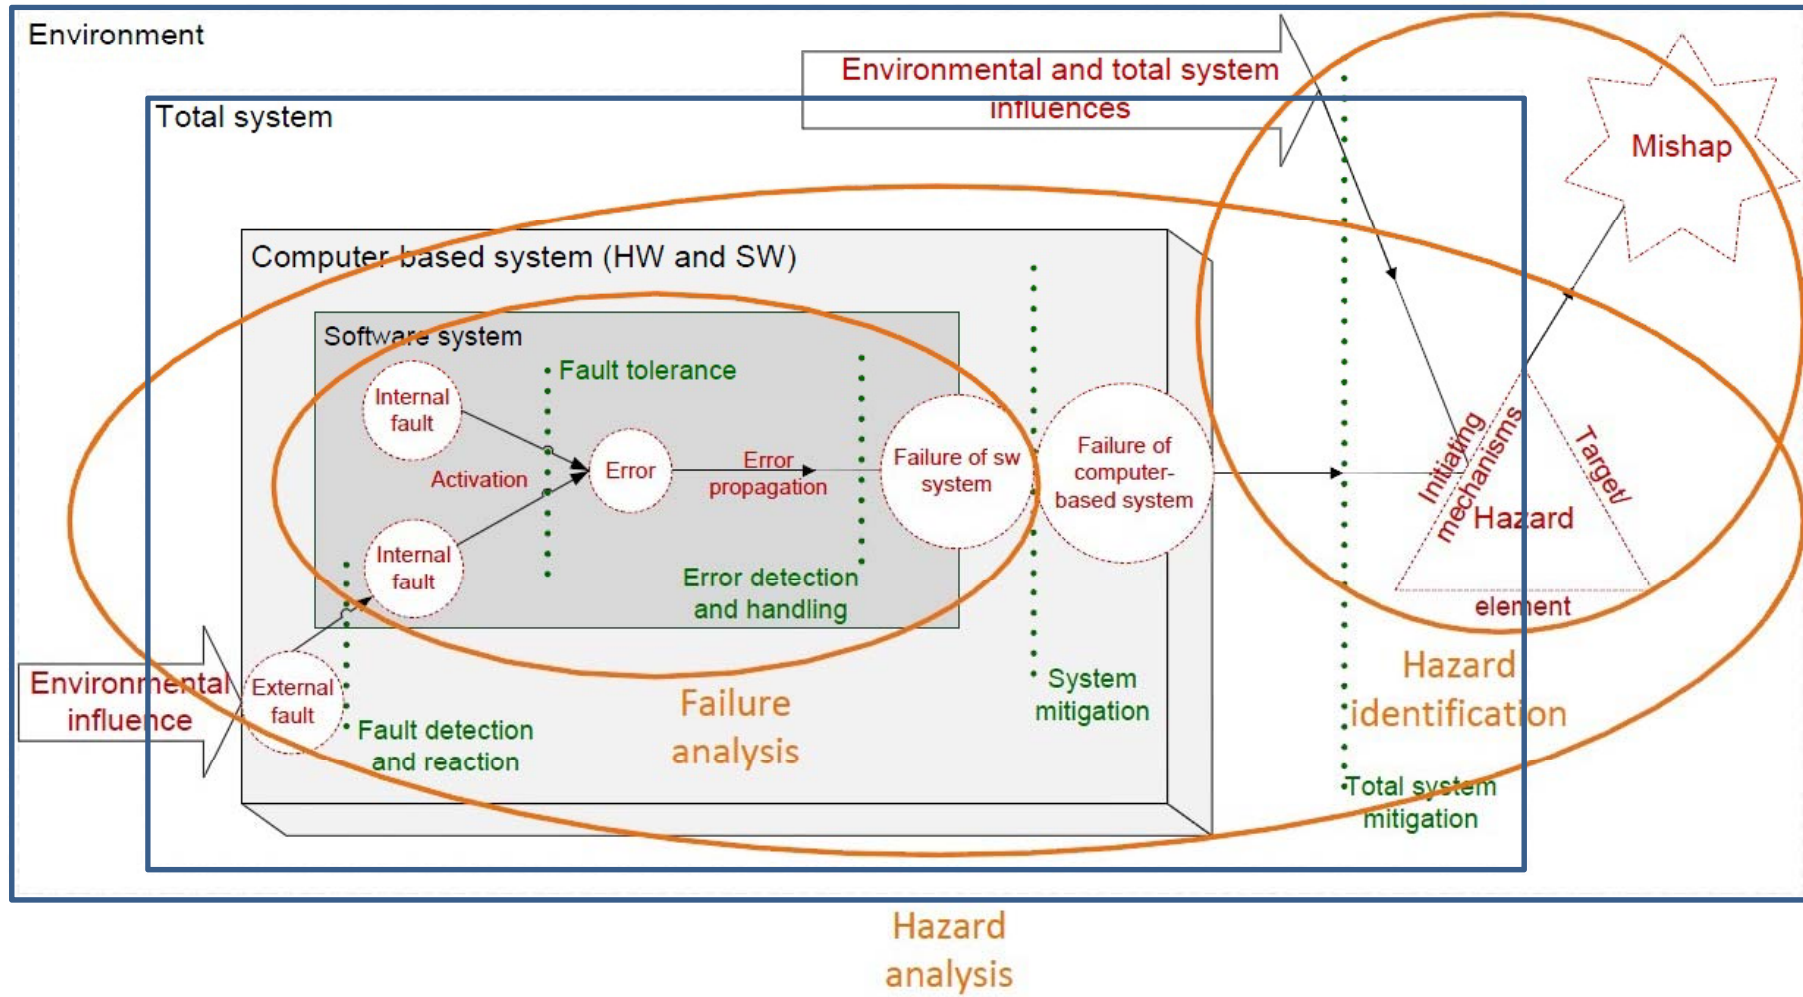 Environment
Environmental and total system
influences
Total system
Mishap
Computer based system (HW and SW)
Software system
Internal
fault
Fault tolerance
Activation
Error
Error
propagation
Failure of sw
system
Failure of
computer-
based system
Initiating
mechanisms
Target/
Hazard
element
Internal
fault
Error detection
and handling
Environmental
influence
External
fault
Fault detection
and reaction
Failure
analysis
System
mitigation
Hazard
identification
Total system
mitigation
Hazard
analysis